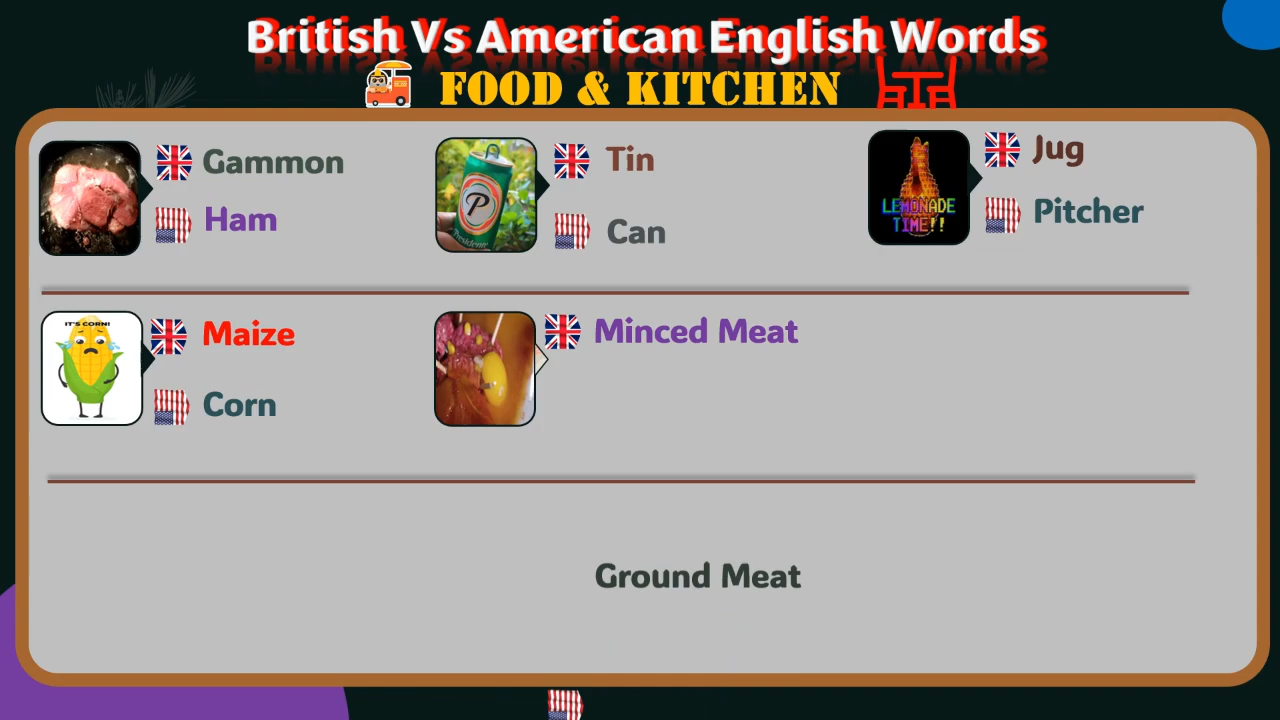 British Vs American English Words
FOOD & KITCHEN
Gammon
Ham
P
Presidente
Tin
Can
LEMONADE
TIME!!
Jug
Pitcher
IT'S CORN!
Maize
Corn
Minced Meat
Ground Meat